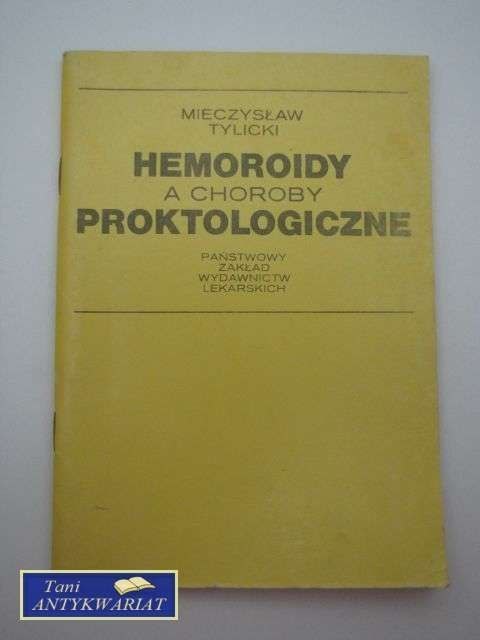 MIECZYSŁAW
TYLICKI
HEMOROIDY
A CHOROBY
PROKTOLOGICZNE
PAŃSTWOWY
ZAKŁAD
WYDAWNICTW
LEKARSKICH
Tani
ANTYKWARIAT